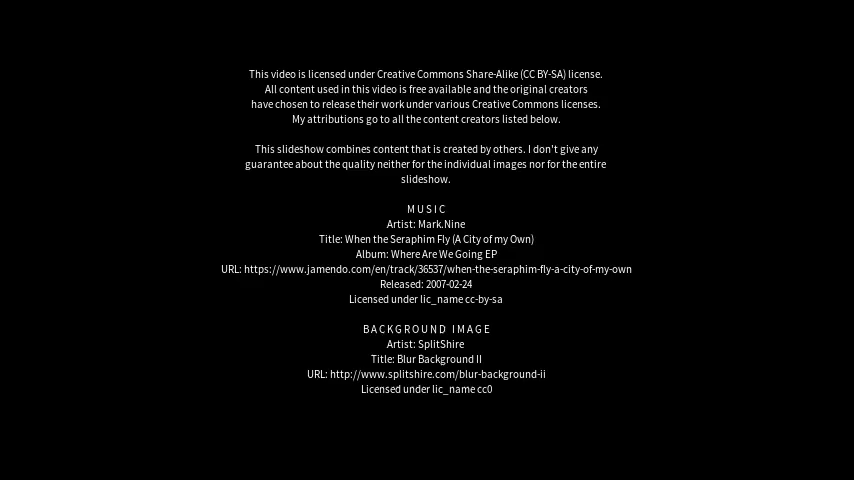 This video is licensed under Creative Commons Share-Alike (CC BY-SA) license.
All content used in this video is free available and the original creators
have chosen to release their work under various Creative Commons licenses.
My attributions go to all the content creators listed below.
This slideshow combines content that is created by others. I don't give any
guarantee about the quality neither for the individual images nor for the entire
slideshow.
MUSIC
Artist: Mark.Nine
Title: When the Seraphim Fly (A City of my Own)
Album: Where Are We Going EP
URL: https://www.jamendo.com/en/track/36537/when-the-seraphim-fly-a-city-of-my-own
Released: 2007-02-24
Licensed under lic_name cc-by-sa
BACKGROUND IMAGE
Artist: SplitShire
Title: Blur Background II
URL: http://www.splitshire.com/blur-background-ii
Licensed under lic_name cc0